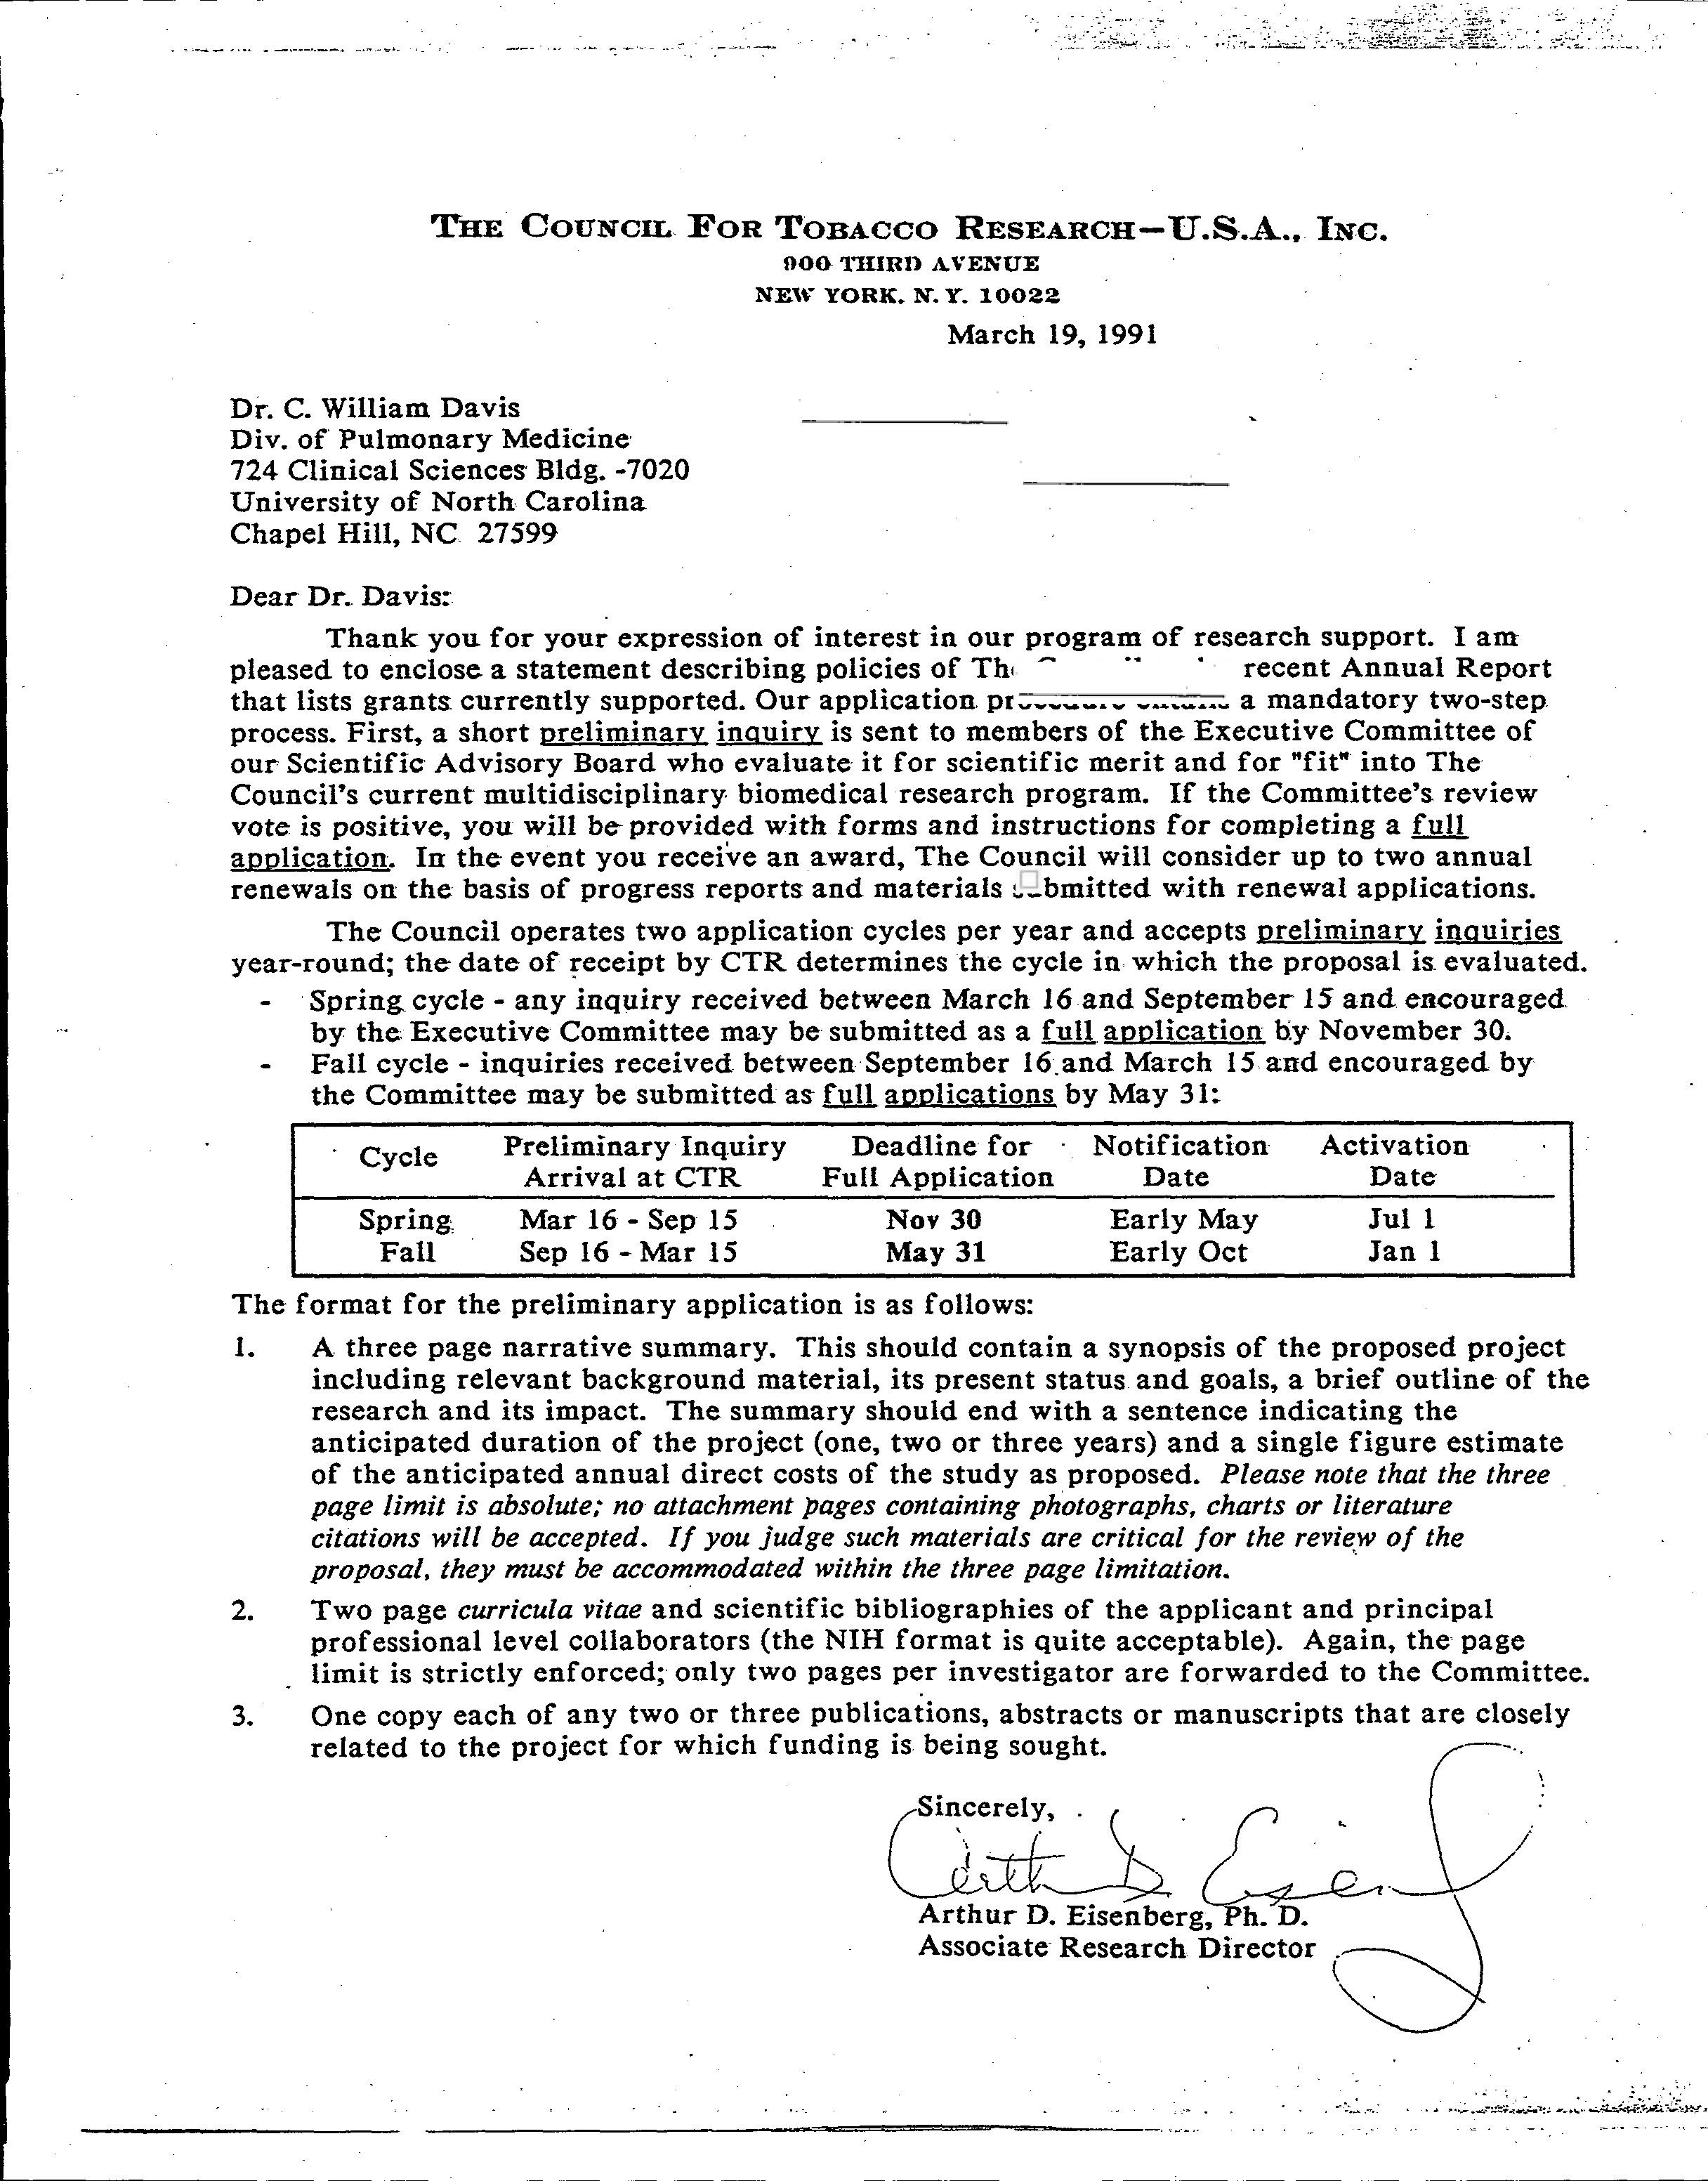 THE COUNCIL FOR TOBACCO RESEARCH—U.S.A., INC.
900 THIRD AVENUE
NEW YORK, N. Y. 10022
March 19, 1991
Dr. C. William Davis
Div. of Pulmonary Medicine
724 Clinical Sciences Bldg. -7020
University of North Carolina
Chapel Hill, NC 27599
Dear Dr. Davis:
Thank you for your expression of interest in our program of research support. I am
pleased to enclose a statement describing policies of recent Annual Report
that lists grants currently supported. Our application a mandatory two-step
process. First, a short preliminary inquiry is sent to members of the Executive Committee of
our Scientific Advisory Board who evaluate it for scientific merit and for "fit" into The
Council's current multidisciplinary biomedical research program. If the Committee's review
vote is positive, you will be provided with forms and instructions for completing a full
application. In the event you receive an award, The Council will consider up to two annual
renewals on the basis of progress reports and materials submitted with renewal applications.
The Council operates two application cycles per year and accepts preliminary inquiries
year-round; the date of receipt by CTR determines the cycle in which the proposal is evaluated.
- Spring cycle - any inquiry received between March 16 and September 15 and encouraged
by the Executive Committee may be submitted as a full application by November 30.
- Fall cycle - inquiries received between September 16 and March 15 and encouraged by
the Committee may be submitted as full applications by May 31:
Cycle Preliminary Inquiry Deadline for Notification Activation
Arrival at CTR Full Application Date Date
Spring Mar 16 - Sep 15 Nov 30 Early May Jul 1
Fall Sep 16 - Mar 15 May 31 Early Oct Jan 1
The format for the preliminary application is as follows:
1. A three page narrative summary. This should contain a synopsis of the proposed project
including relevant background material, its present status and goals, a brief outline of the
research and its impact. The summary should end with a sentence indicating the
anticipated duration of the project (one, two or three years) and a single figure estimate
of the anticipated annual direct costs of the study as proposed. Please note that the three
page limit is absolute; no attachment pages containing photographs, charts or literature
citations will be accepted. If you judge such materials are critical for the review of the
proposal, they must be accommodated within the three page limitation.
2. Two page curricula vitae and scientific bibliographies of the applicant and principal
professional level collaborators (the NIH format is quite acceptable). Again, the page
limit is strictly enforced; only two pages per investigator are forwarded to the Committee.
3. One copy each of any two or three publications, abstracts or manuscripts that are closely
related to the project for which funding is being sought.
Sincerely,
Arthur D. Eisenberg, Ph. D.
Associate Research Director